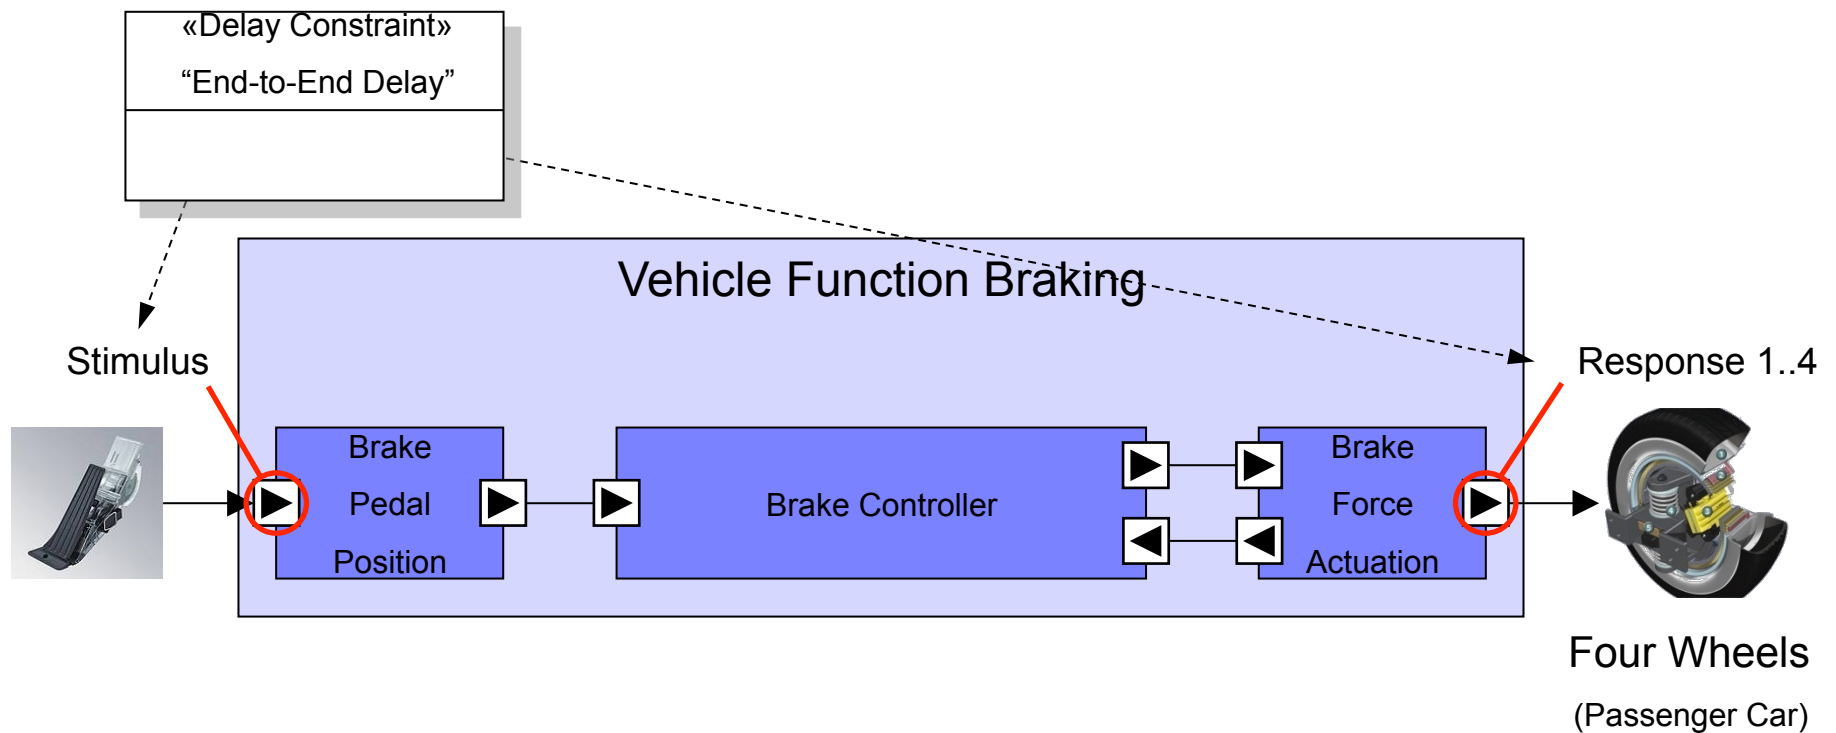 «Delay Constraint»
“End-to-End Delay”
Vehicle Function Braking
Stimulus
Response 1..4
Brake
Pedal
Position
Brake Controller
Brake
Force
Actuation
Four Wheels
(Passenger Car)